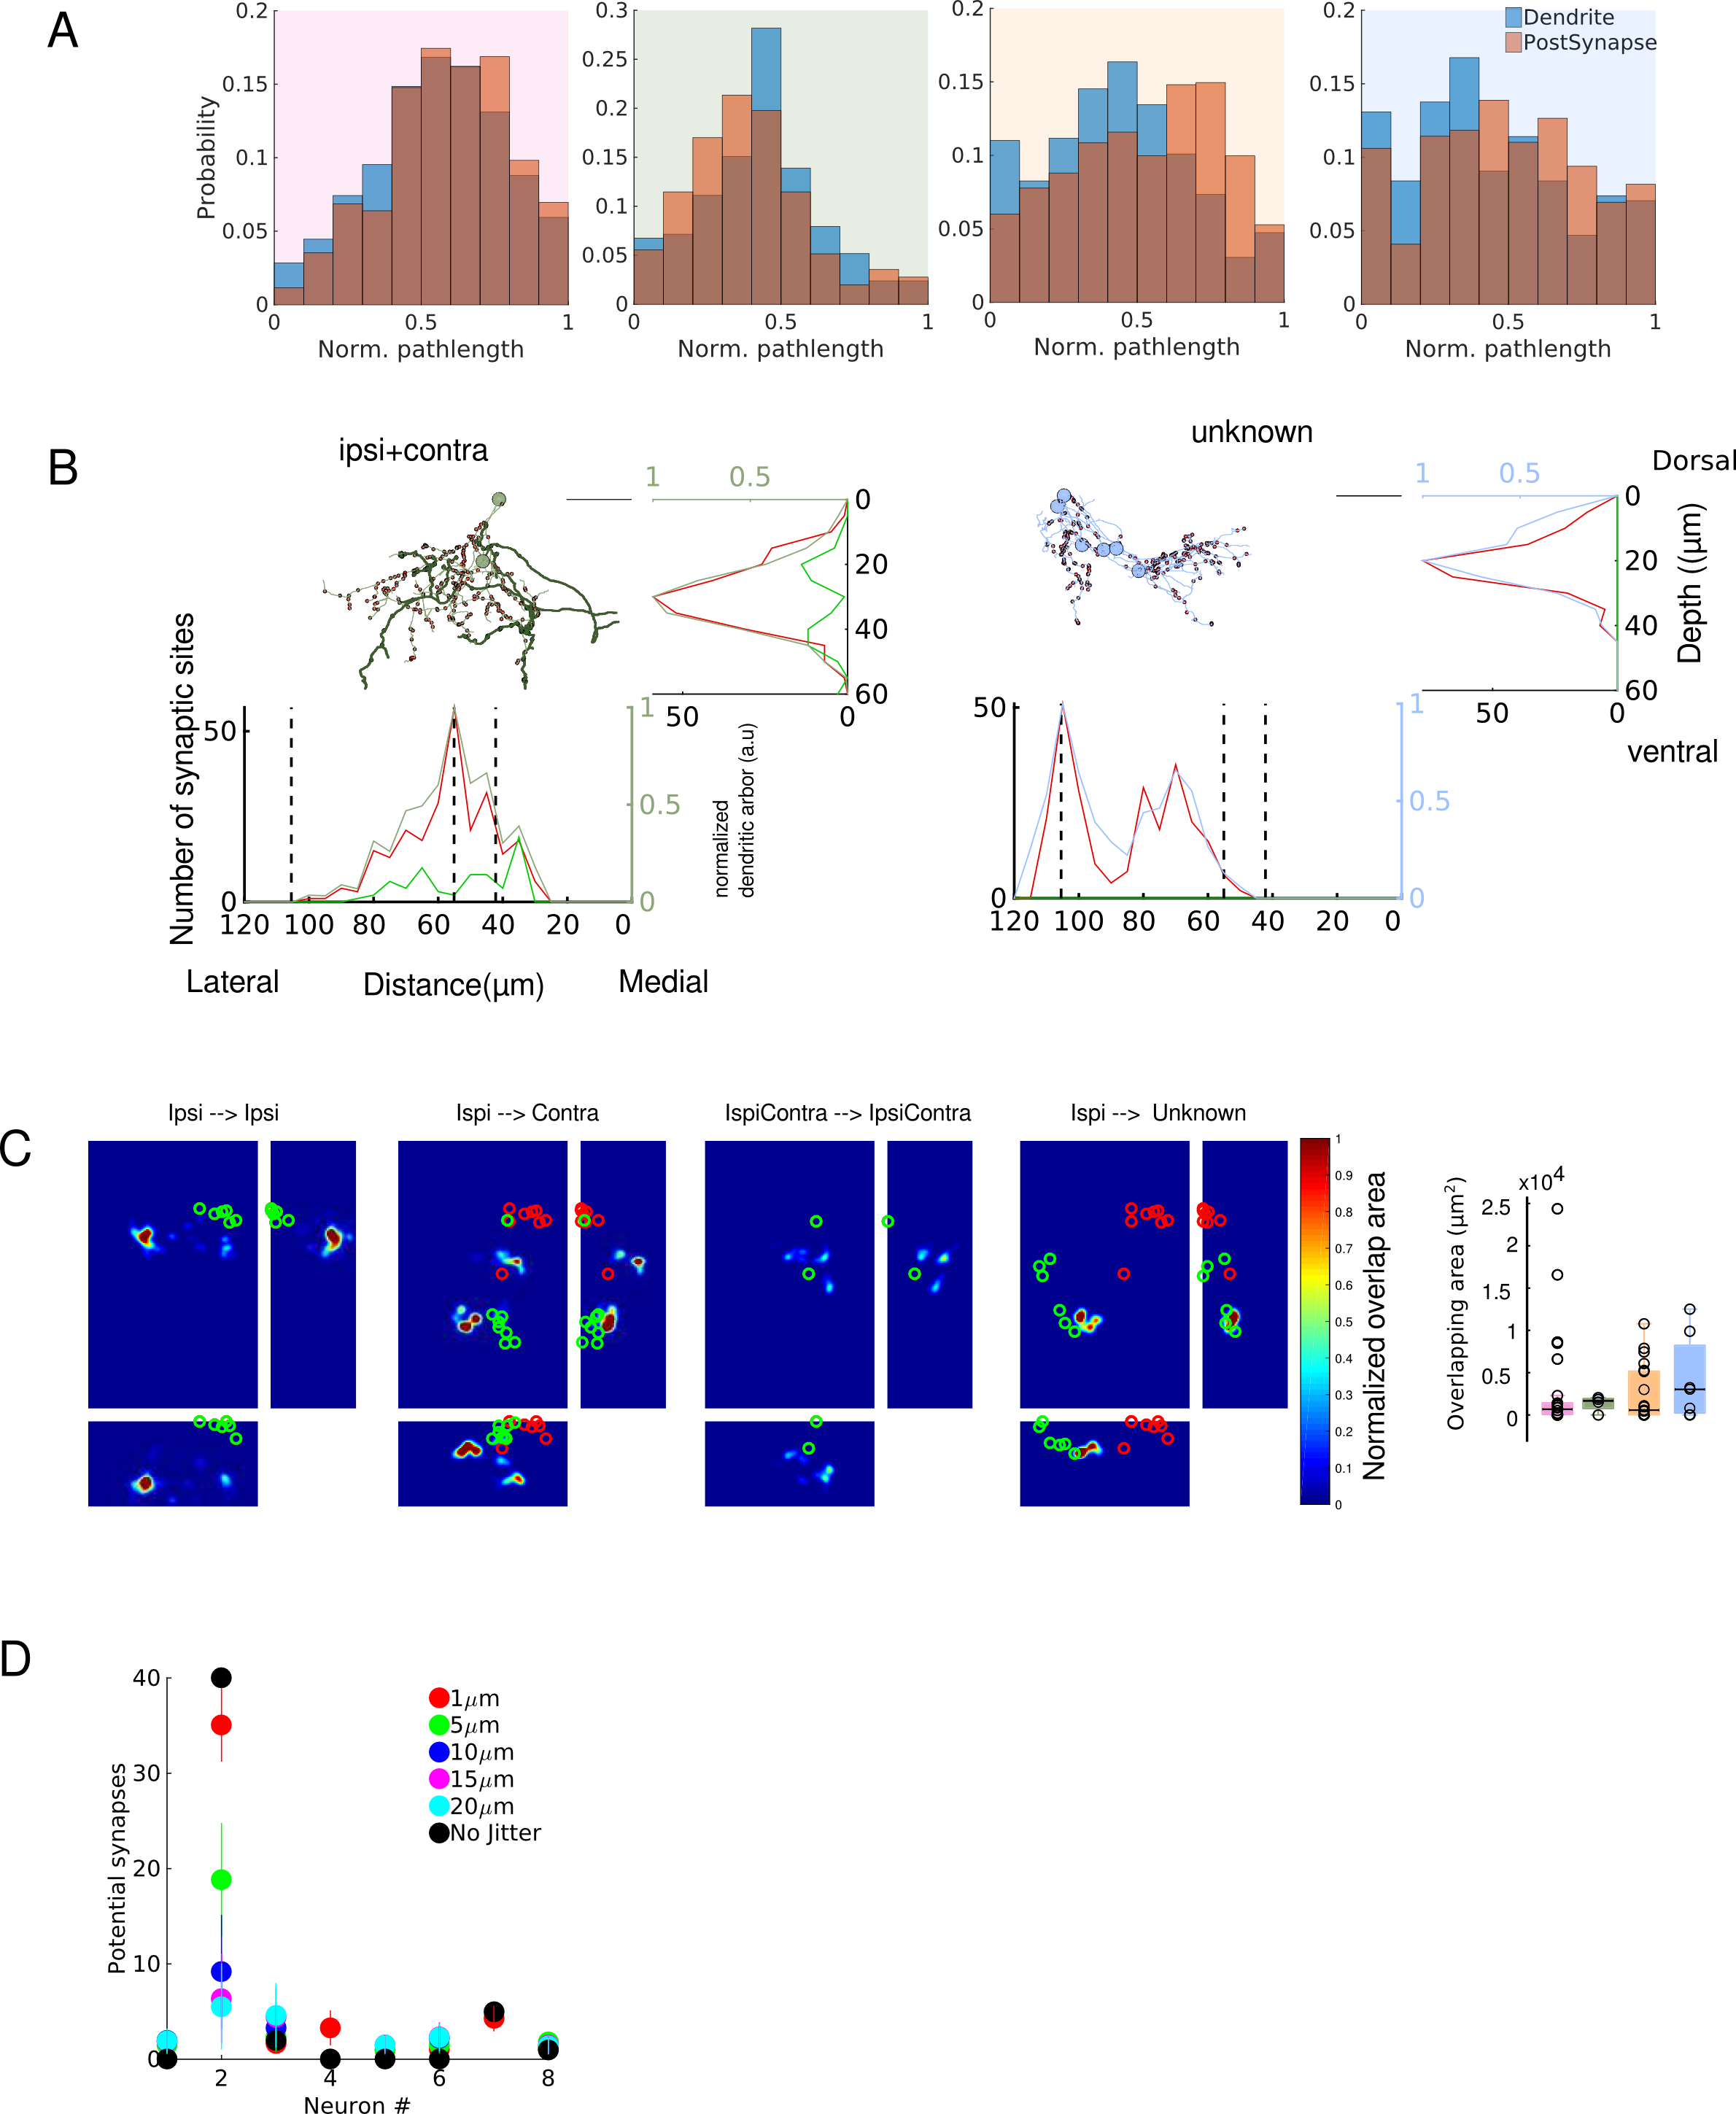 A
0.2
0.15
0.1
0.05
0
Probability
0 0.5 1
Norm. pathlength
0.3
0.25
0.2
0.15
0.1
0.05
0
0 0.5 1
Norm. pathlength
0.2
0.15
0.1
0.05
0
0 0.5 1
Norm. pathlength
0.2
0.15
0.1
0.05
0
0 0.5 1
Norm. pathlength
Dendrite
PostSynapse
B
ipsi+contra
1 0.5
0
20
40
60
50 0
Number of synaptic sites
50
0
1
0.5
0
normalized
dendritic arbor (a.u)
120 100 80 60 40 20 0
Lateral Distance(μm) Medial
unknown
1 0.5
Dorsal
0
20
40
60
Depth ((μm)
50 0
ventral
50
0
1
0.5
0
120 100 80 60 40 20 0
C
Ipsi --> Ipsi
Ispi --> Contra
IspiContra --> IpsiContra
Ispi --> Unknown
1
0.9
0.8
0.7
0.6
0.5
0.4
0.3
0.2
0.1
0
Normalized overlap area
x10^4
2.5
2
1.5
1
0.5
0
Overlapping area (μm²)
D
40
30
20
10
0
Potential synapses
2 4 6 8
Neuron #
1μm
5μm
10μm
15μm
20μm
No Jitter